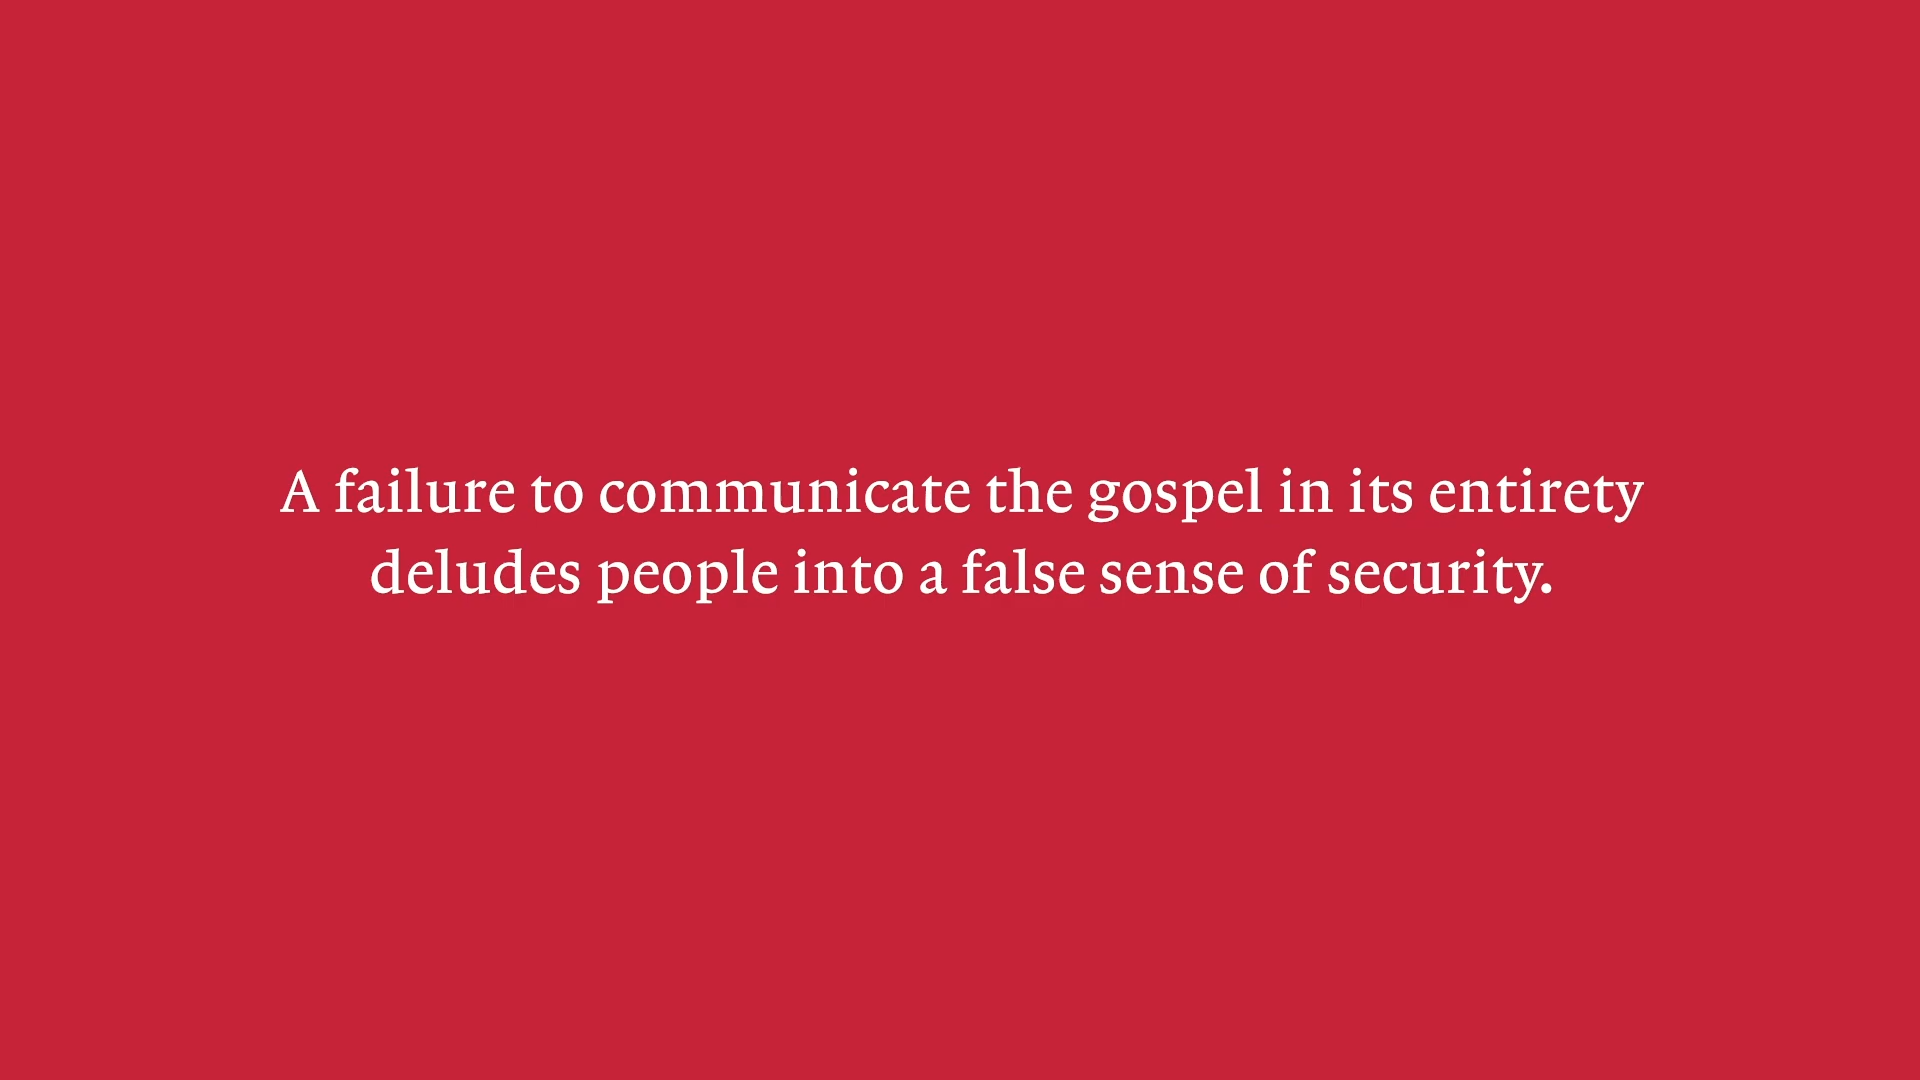 A failure to communicate the gospel in its entirety
deludes people into a false sense of security.